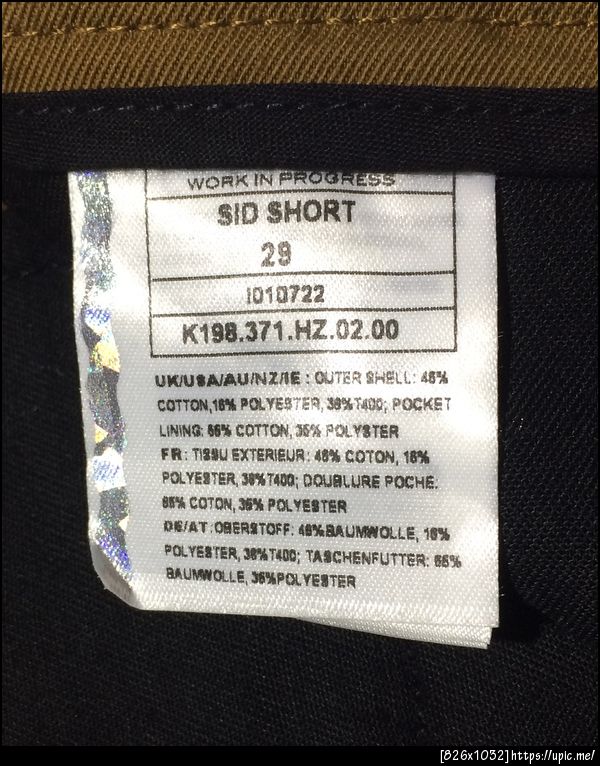 WORK IN PROGRESS
SID SHORT
29
I010722
K198.371.HZ.02.00
UK/USA/AU/NZ/IE : OUTER SHELL: 46%
COTTON,16% POLYESTER, 38%T400; POCKET
LINING: 65% COTTON, 35% POLYESTER
FR : TISSU EXTERIEUR: 46% COTON, 16%
POLYESTER, 38%T400; DOUBLURE POCHE:
65% COTON, 35% POLYESTER
DE/AT :OBERSTOFF: 46%BAUMWOLLE, 16%
POLYESTER, 38%T400; TASCHENFUTTER: 65%
BAUMWOLLE, 35%POLYESTER
[826x1032]https://upic.me/